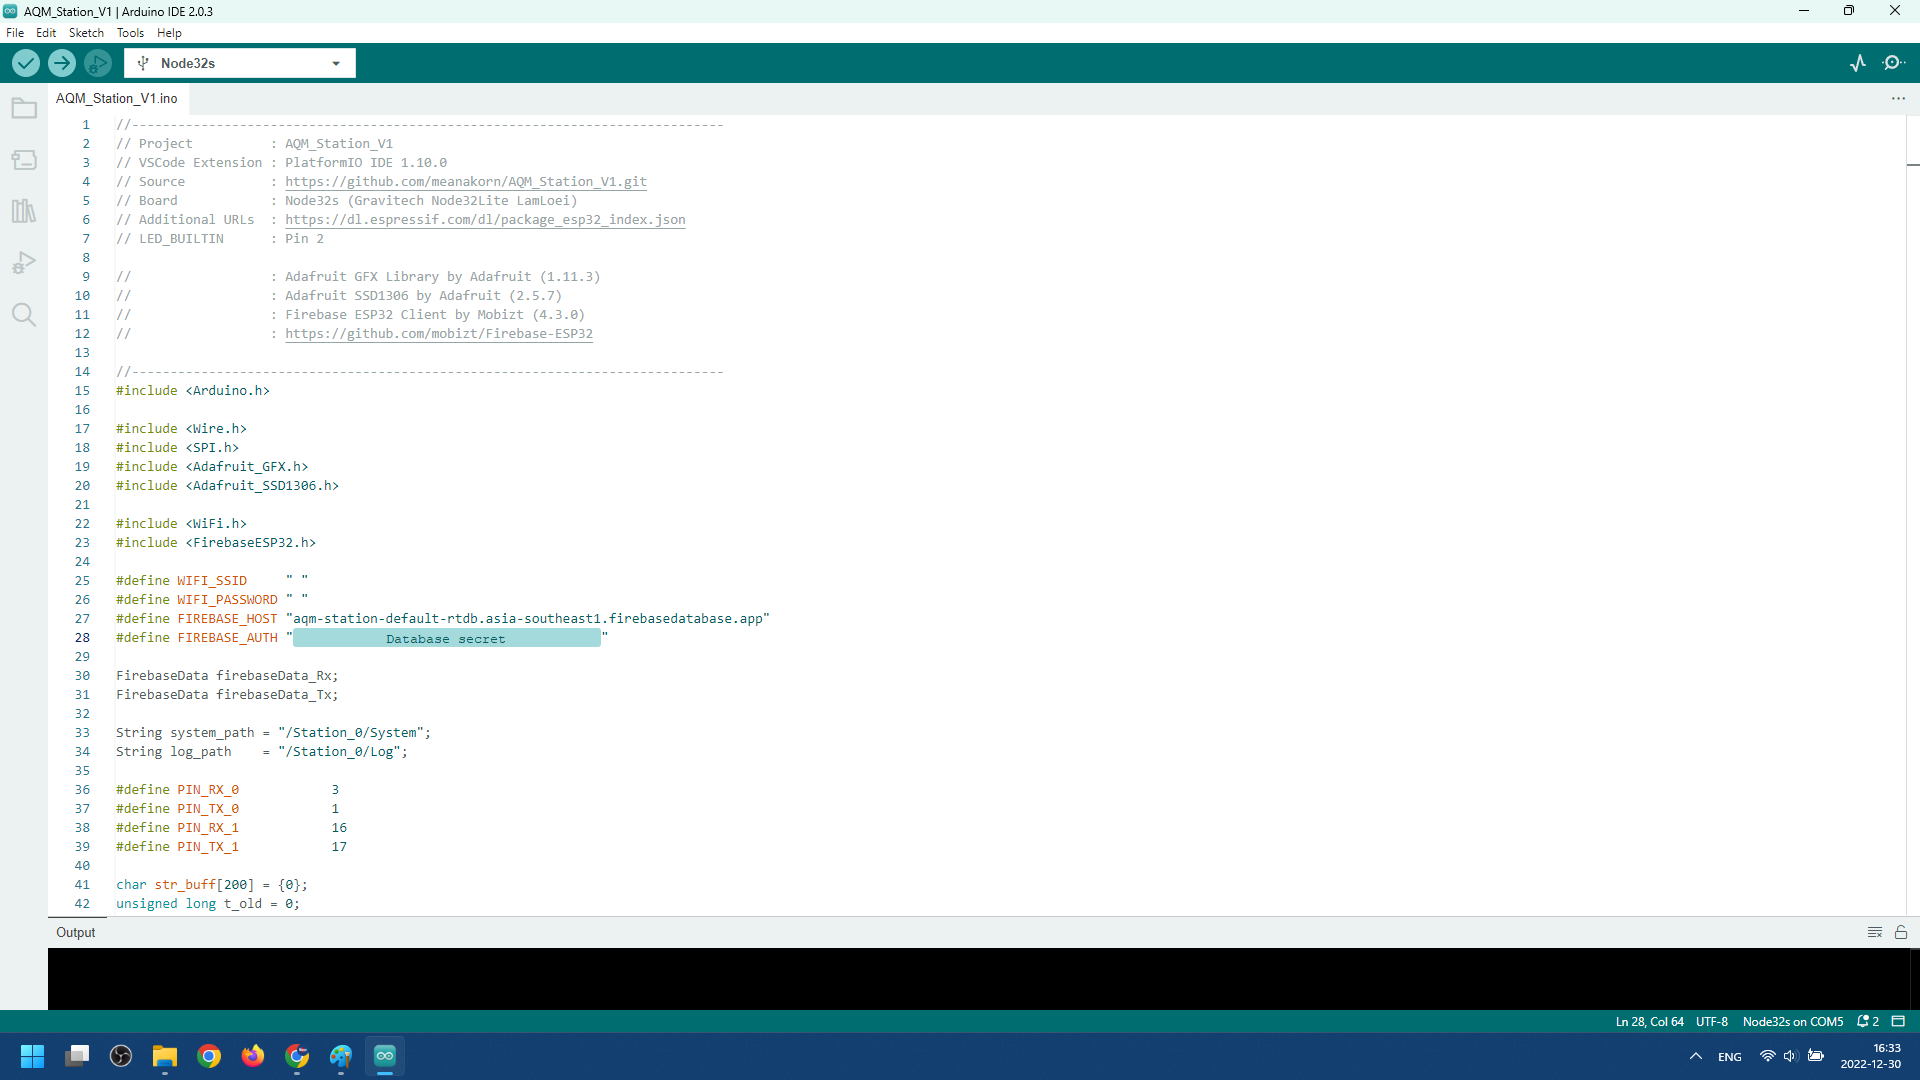 AQM_Station_V1 | Arduino IDE 2.0.3
File Edit Sketch Tools Help
Node32s
AQM_Station_V1.ino
1 //-----------------------------------------------------------------------------
2 // Project          : AQM_Station_V1
3 // VSCode Extension : PlatformIO IDE 1.10.0
4 // Source           : https://github.com/meanakorn/AQM_Station_V1.git
5 // Board            : Node32s (Gravitech Node32Lite LamLoei)
6 // Additional URLs  : https://dl.espressif.com/dl/package_esp32_index.json
7 // LED_BUILTIN      : Pin 2
8
9 //                  : Adafruit GFX Library by Adafruit (1.11.3)
10 //                  : Adafruit SSD1306 by Adafruit (2.5.7)
11 //                  : Firebase ESP32 Client by Mobizt (4.3.0)
12 //                  : https://github.com/mobizt/Firebase-ESP32
13
14 //-----------------------------------------------------------------------------
15 #include <Arduino.h>
16
17 #include <Wire.h>
18 #include <SPI.h>
19 #include <Adafruit_GFX.h>
20 #include <Adafruit_SSD1306.h>
21
22 #include <WiFi.h>
23 #include <FirebaseESP32.h>
24
25 #define WIFI_SSID     " "
26 #define WIFI_PASSWORD " "
27 #define FIREBASE_HOST "aqm-station-default-rtdb.asia-southeast1.firebasedatabase.app"
28 #define FIREBASE_AUTH "Database secret"
29
30 FirebaseData firebaseData_Rx;
31 FirebaseData firebaseData_Tx;
32
33 String system_path = "/Station_0/System";
34 String log_path    = "/Station_0/Log";
35
36 #define PIN_RX_0            3
37 #define PIN_TX_0            1
38 #define PIN_RX_1            16
39 #define PIN_TX_1            17
40
41 char str_buff[200] = {0};
42 unsigned long t_old = 0;
Output
Ln 28, Col 64 UTF-8 Node32s on COM5 2
ENG 16:33
2022-12-30